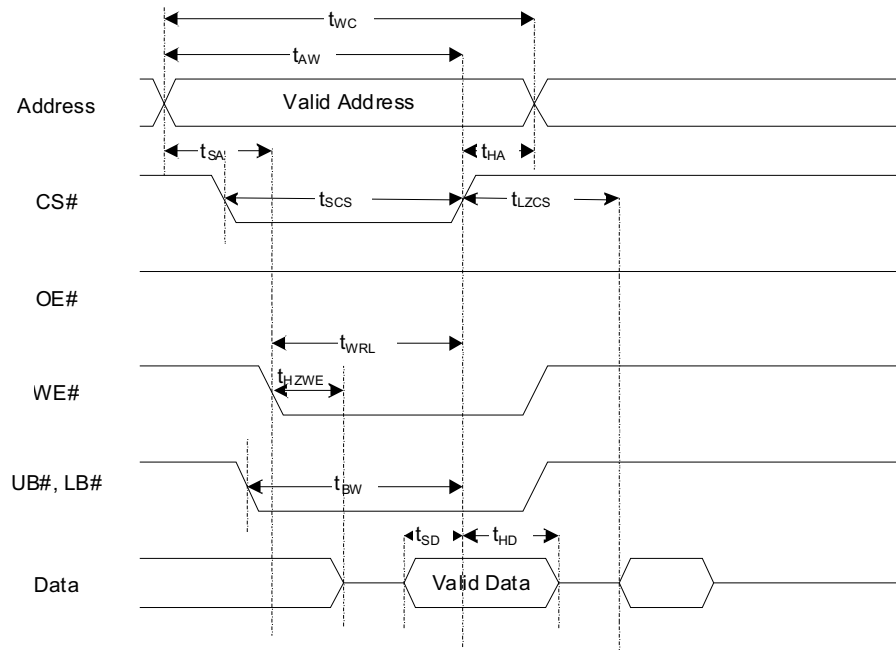 tWC
tAW
Address
Valid Address
tSA
tHA
CS#
tSCS
tLZCS
OE#
tWRL
tHZWE
WE#
UB#, LB#
tBW
tSD
tHD
Data
Valid Data